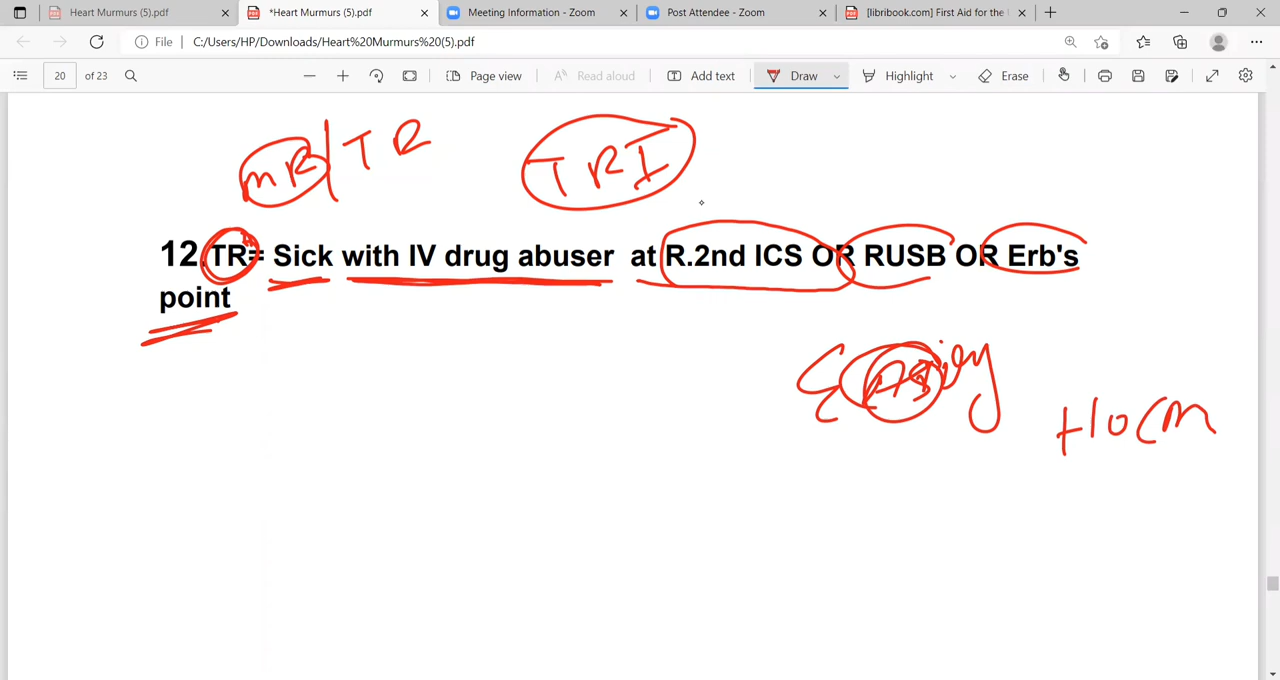 Heart Murmurs (5).pdf
*Heart Murmurs (5).pdf
Meeting Information - Zoom
Post Attendee - Zoom
[libribook.com] First Aid for the
File
C:/Users/HP/Downloads/Heart%20Murmurs%20(5).pdf
20 of 23
Page view
Read aloud
Add text
Draw
Highlight
Erase
MR | TR
TRI
12.TR= Sick with IV drug abuser at R.2nd ICS OR RUSB OR Erb's
point
HOCM